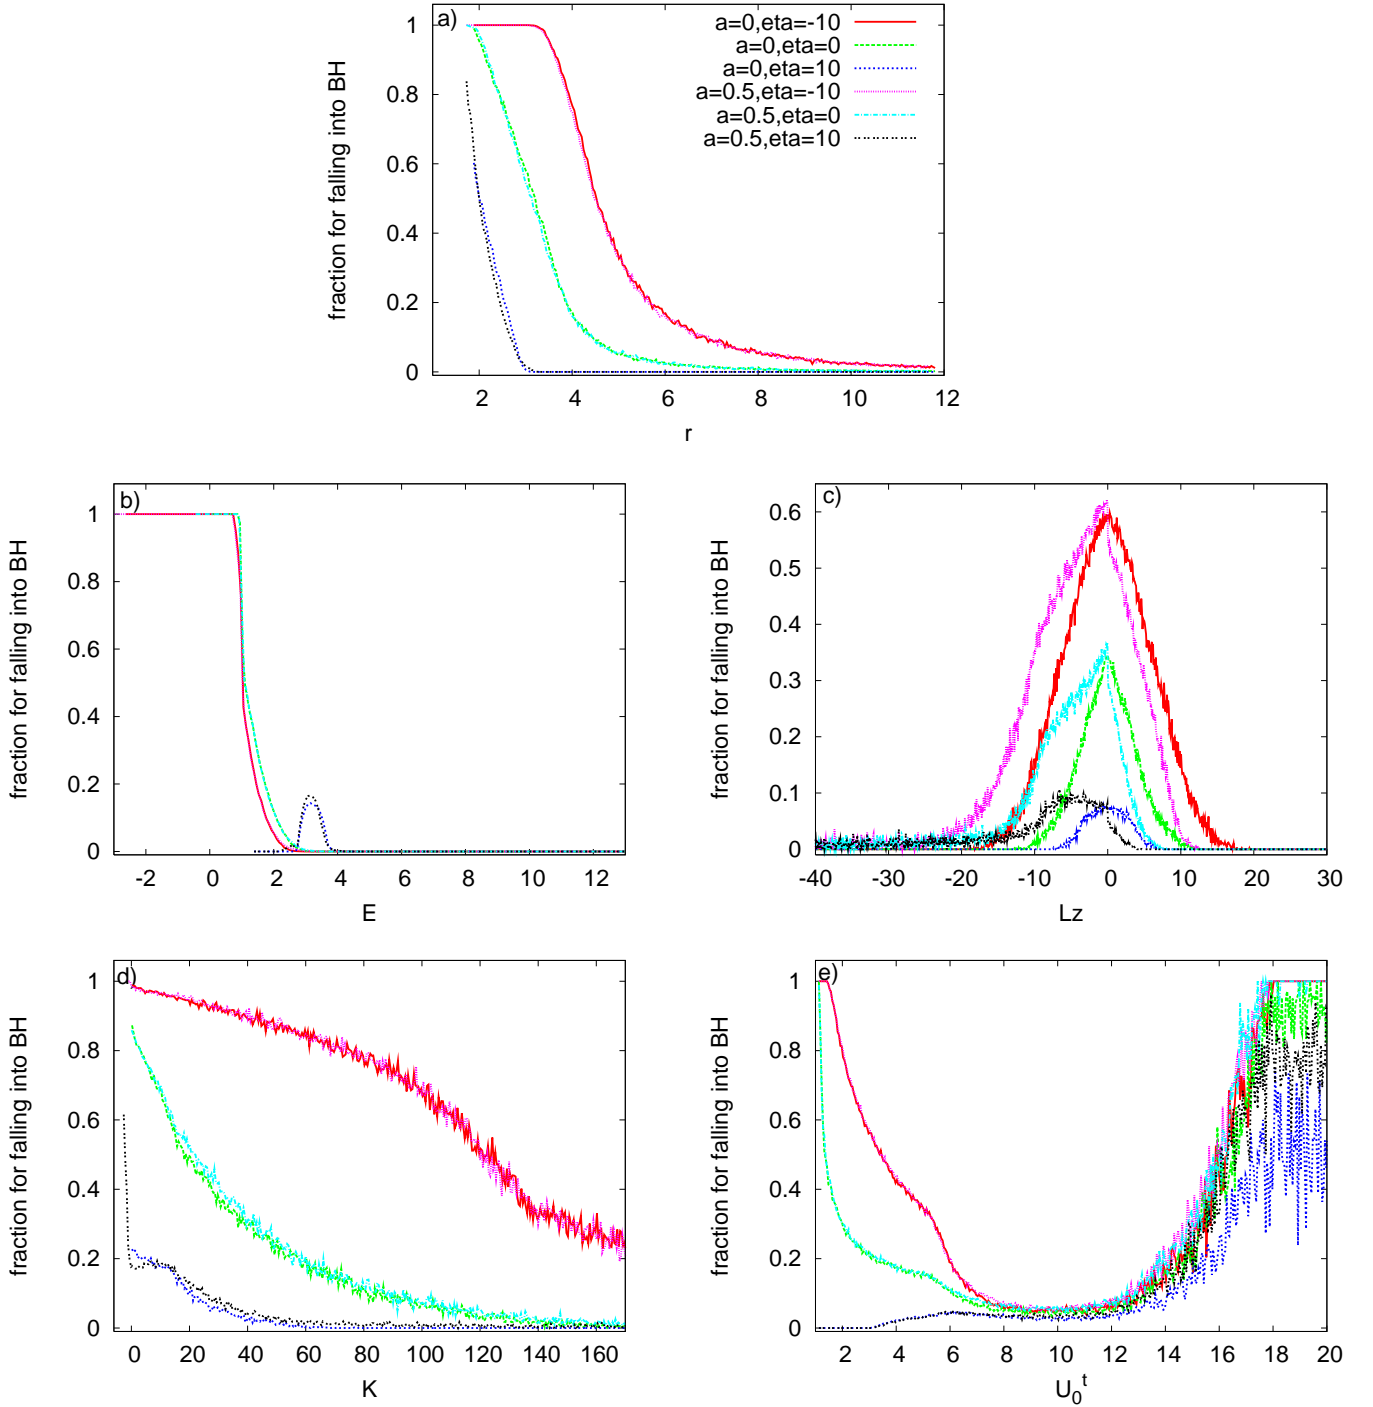 a)
a=0,eta=-10
a=0,eta=0
a=0,eta=10
a=0.5,eta=-10
a=0.5,eta=0
a=0.5,eta=10
fraction for falling into BH
1
0.8
0.6
0.4
0.2
0
2 4 6 8 10 12
r
b)
fraction for falling into BH
1
0.8
0.6
0.4
0.2
0
-2 0 2 4 6 8 10 12
E
c)
fraction for falling into BH
0.6
0.5
0.4
0.3
0.2
0.1
0
-40 -30 -20 -10 0 10 20 30
Lz
d)
fraction for falling into BH
1
0.8
0.6
0.4
0.2
0
0 20 40 60 80 100 120 140 160
K
e)
fraction for falling into BH
1
0.8
0.6
0.4
0.2
0
2 4 6 8 10 12 14 16 18 20
U₀ᵗ